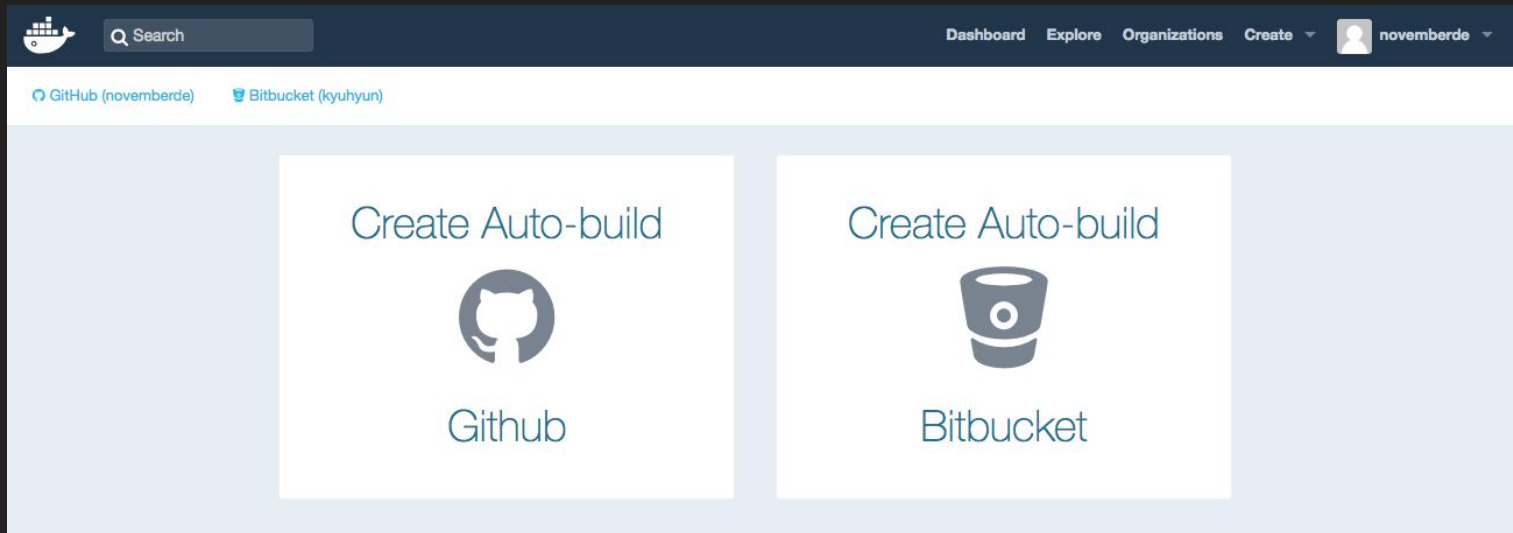 Search
Dashboard Explore Organizations Create novemberde
GitHub (novemberde) Bitbucket (kyuhyun)
Create Auto-build
Github
Create Auto-build
Bitbucket